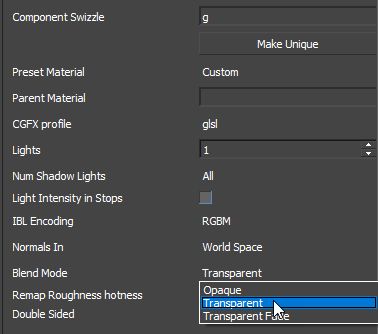 Component Swizzle g
Make Unique
Preset Material Custom
Parent Material
CGFX profile glsl
Lights 1
Num Shadow Lights All
Light Intensity in Stops
IBL Encoding RGBM
Normals In World Space
Blend Mode Transparent
Opaque
Remap Roughness hotness
Transparent
Double Sided Transparent Fade